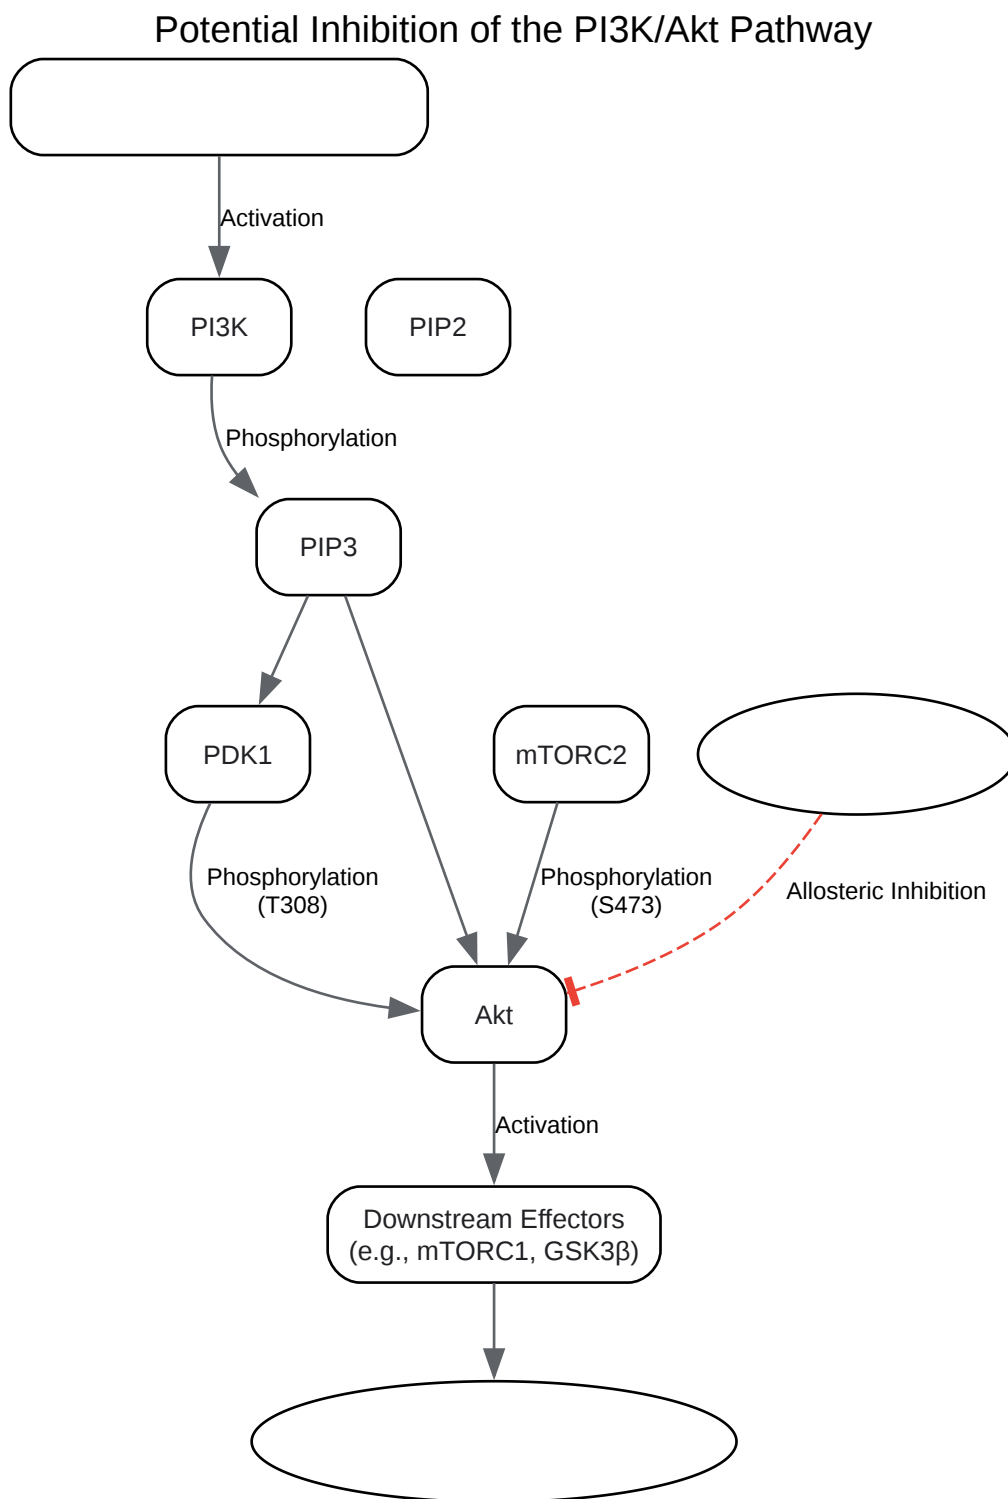 Potential Inhibition of the PI3K/Akt Pathway
Activation
PI3K
PIP2
Phosphorylation
PIP3
PDK1
mTORC2
Phosphorylation
(T308)
Phosphorylation
(S473)
Allosteric Inhibition
Akt
Activation
Downstream Effectors
(e.g., mTORC1, GSK3β)